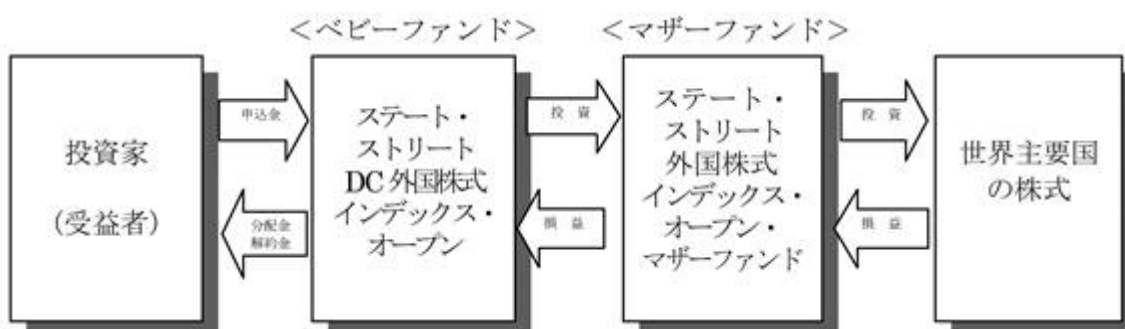 <ベビーファンド>
<マザーファンド>
投資家
(受益者)
申込金
分配金
解約金
ステート・
ストリート
DC 外国株式
インデックス・
オープン
投 資
損 益
ステート・
ストリート
外国株式
インデックス・
オープン・
マザーファンド
投 資
損 益
世界主要国
の株式